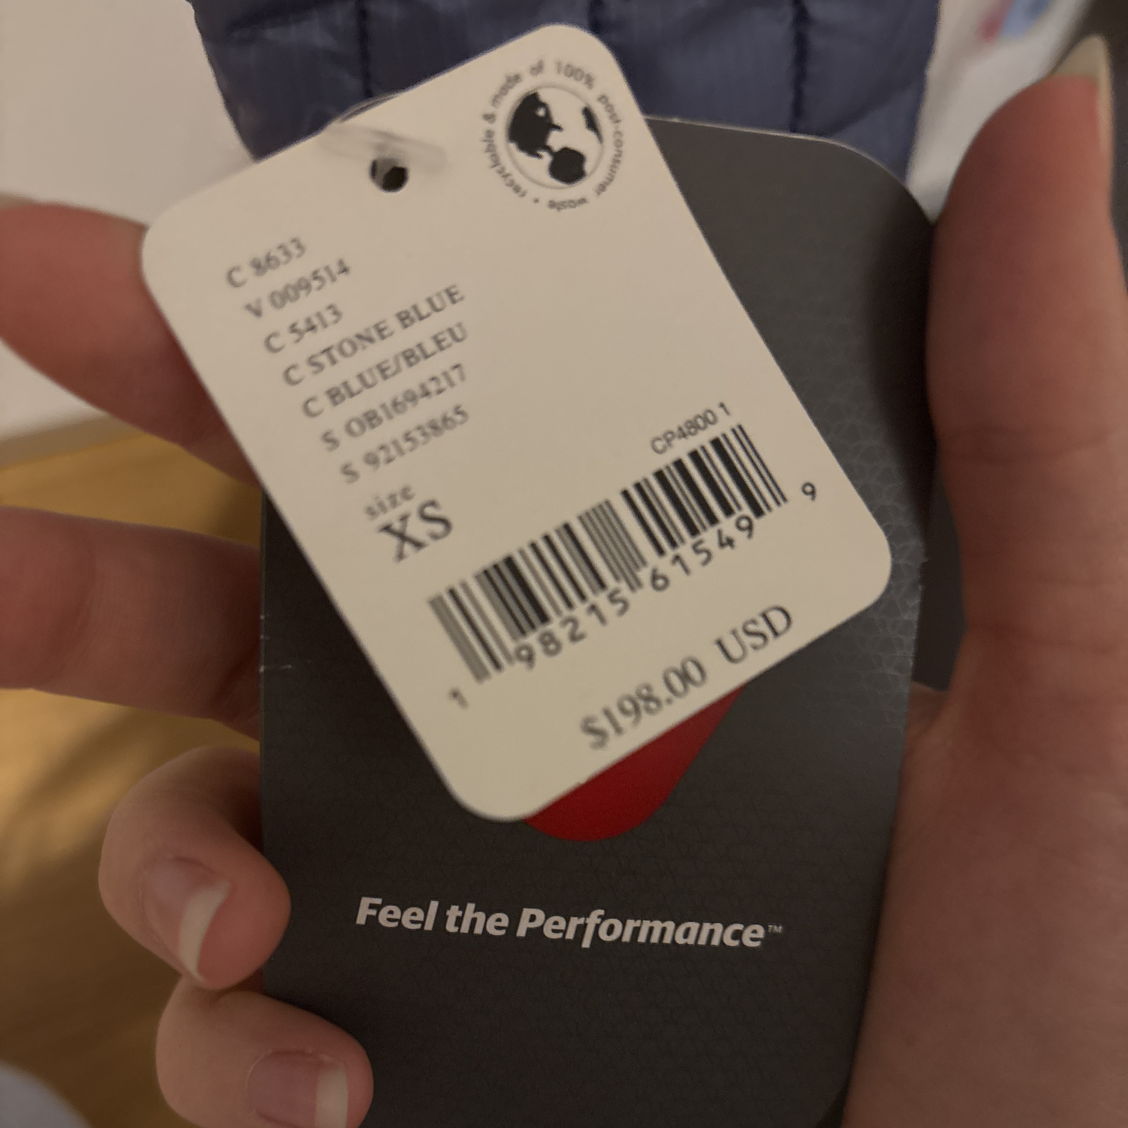 recyclable & made of 100% post-consumer waste •
C 8633
V 009514
C 5413
C STONE BLUE
C BLUE/BLEU
S OB1694217
S 92153865
size
XS
CP4800 1
1 98215 61549 9
$198.00 USD
Feel the Performance™